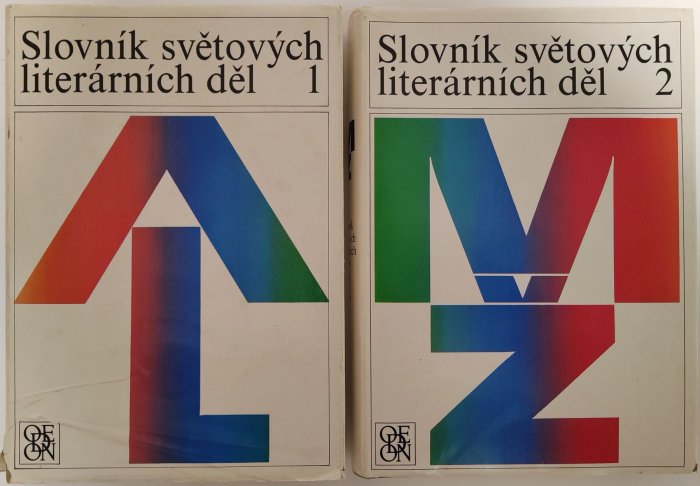 Slovník světových
literárních děl 1
A
L
ODEON
Slovník světových
literárních děl 2
M
Z
ODEON